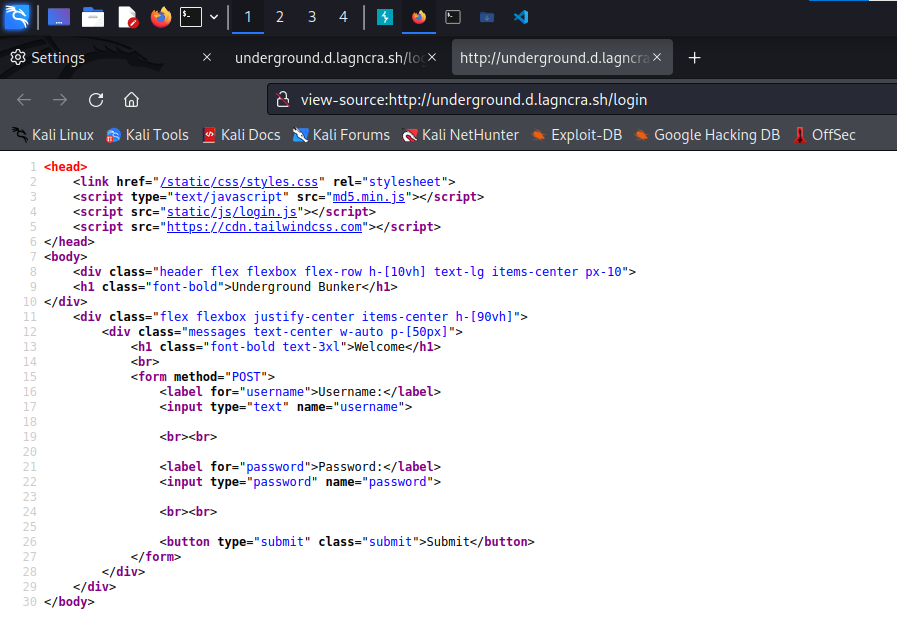 1 2 3 4
Settings
underground.d.lagncra.sh/lo
http://underground.d.lagncra
view-source:http://underground.d.lagncra.sh/login
Kali Linux Kali Tools Kali Docs Kali Forums Kali NetHunter Exploit-DB Google Hacking DB OffSec
1 <head>
2 <link href="/static/css/styles.css" rel="stylesheet">
3 <script type="text/javascript" src="md5.min.js"></script>
4 <script src="static/js/login.js"></script>
5 <script src="https://cdn.tailwindcss.com"></script>
6 </head>
7 <body>
8 <div class="header flex flexbox flex-row h-[10vh] text-lg items-center px-10">
9 <h1 class="font-bold">Underground Bunker</h1>
10 </div>
11 <div class="flex flexbox justify-center items-center h-[90vh]">
12 <div class="messages text-center w-auto p-[50px]">
13 <h1 class="font-bold text-3xl">Welcome</h1>
14 <br>
15 <form method="POST">
16 <label for="username">Username:</label>
17 <input type="text" name="username">
18
19 <br><br>
20
21 <label for="password">Password:</label>
22 <input type="password" name="password">
23
24 <br><br>
25
26 <button type="submit" class="submit">Submit</button>
27 </form>
28 </div>
29 </div>
30 </body>